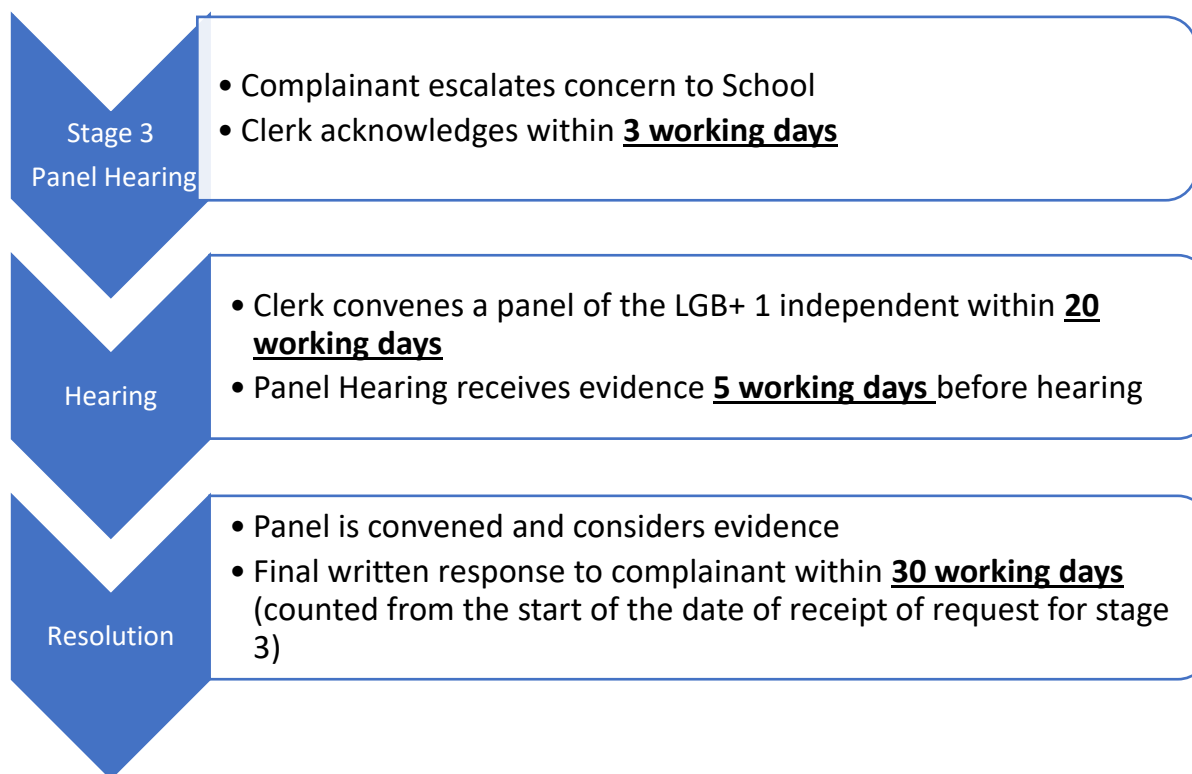 Stage 3
Panel Hearing
• Complainant escalates concern to School
• Clerk acknowledges within 3 working days
Hearing
• Clerk convenes a panel of the LGB+ 1 independent within 20
working days
• Panel Hearing receives evidence 5 working days before hearing
Resolution
• Panel is convened and considers evidence
• Final written response to complainant within 30 working days
(counted from the start of the date of receipt of request for stage
3)